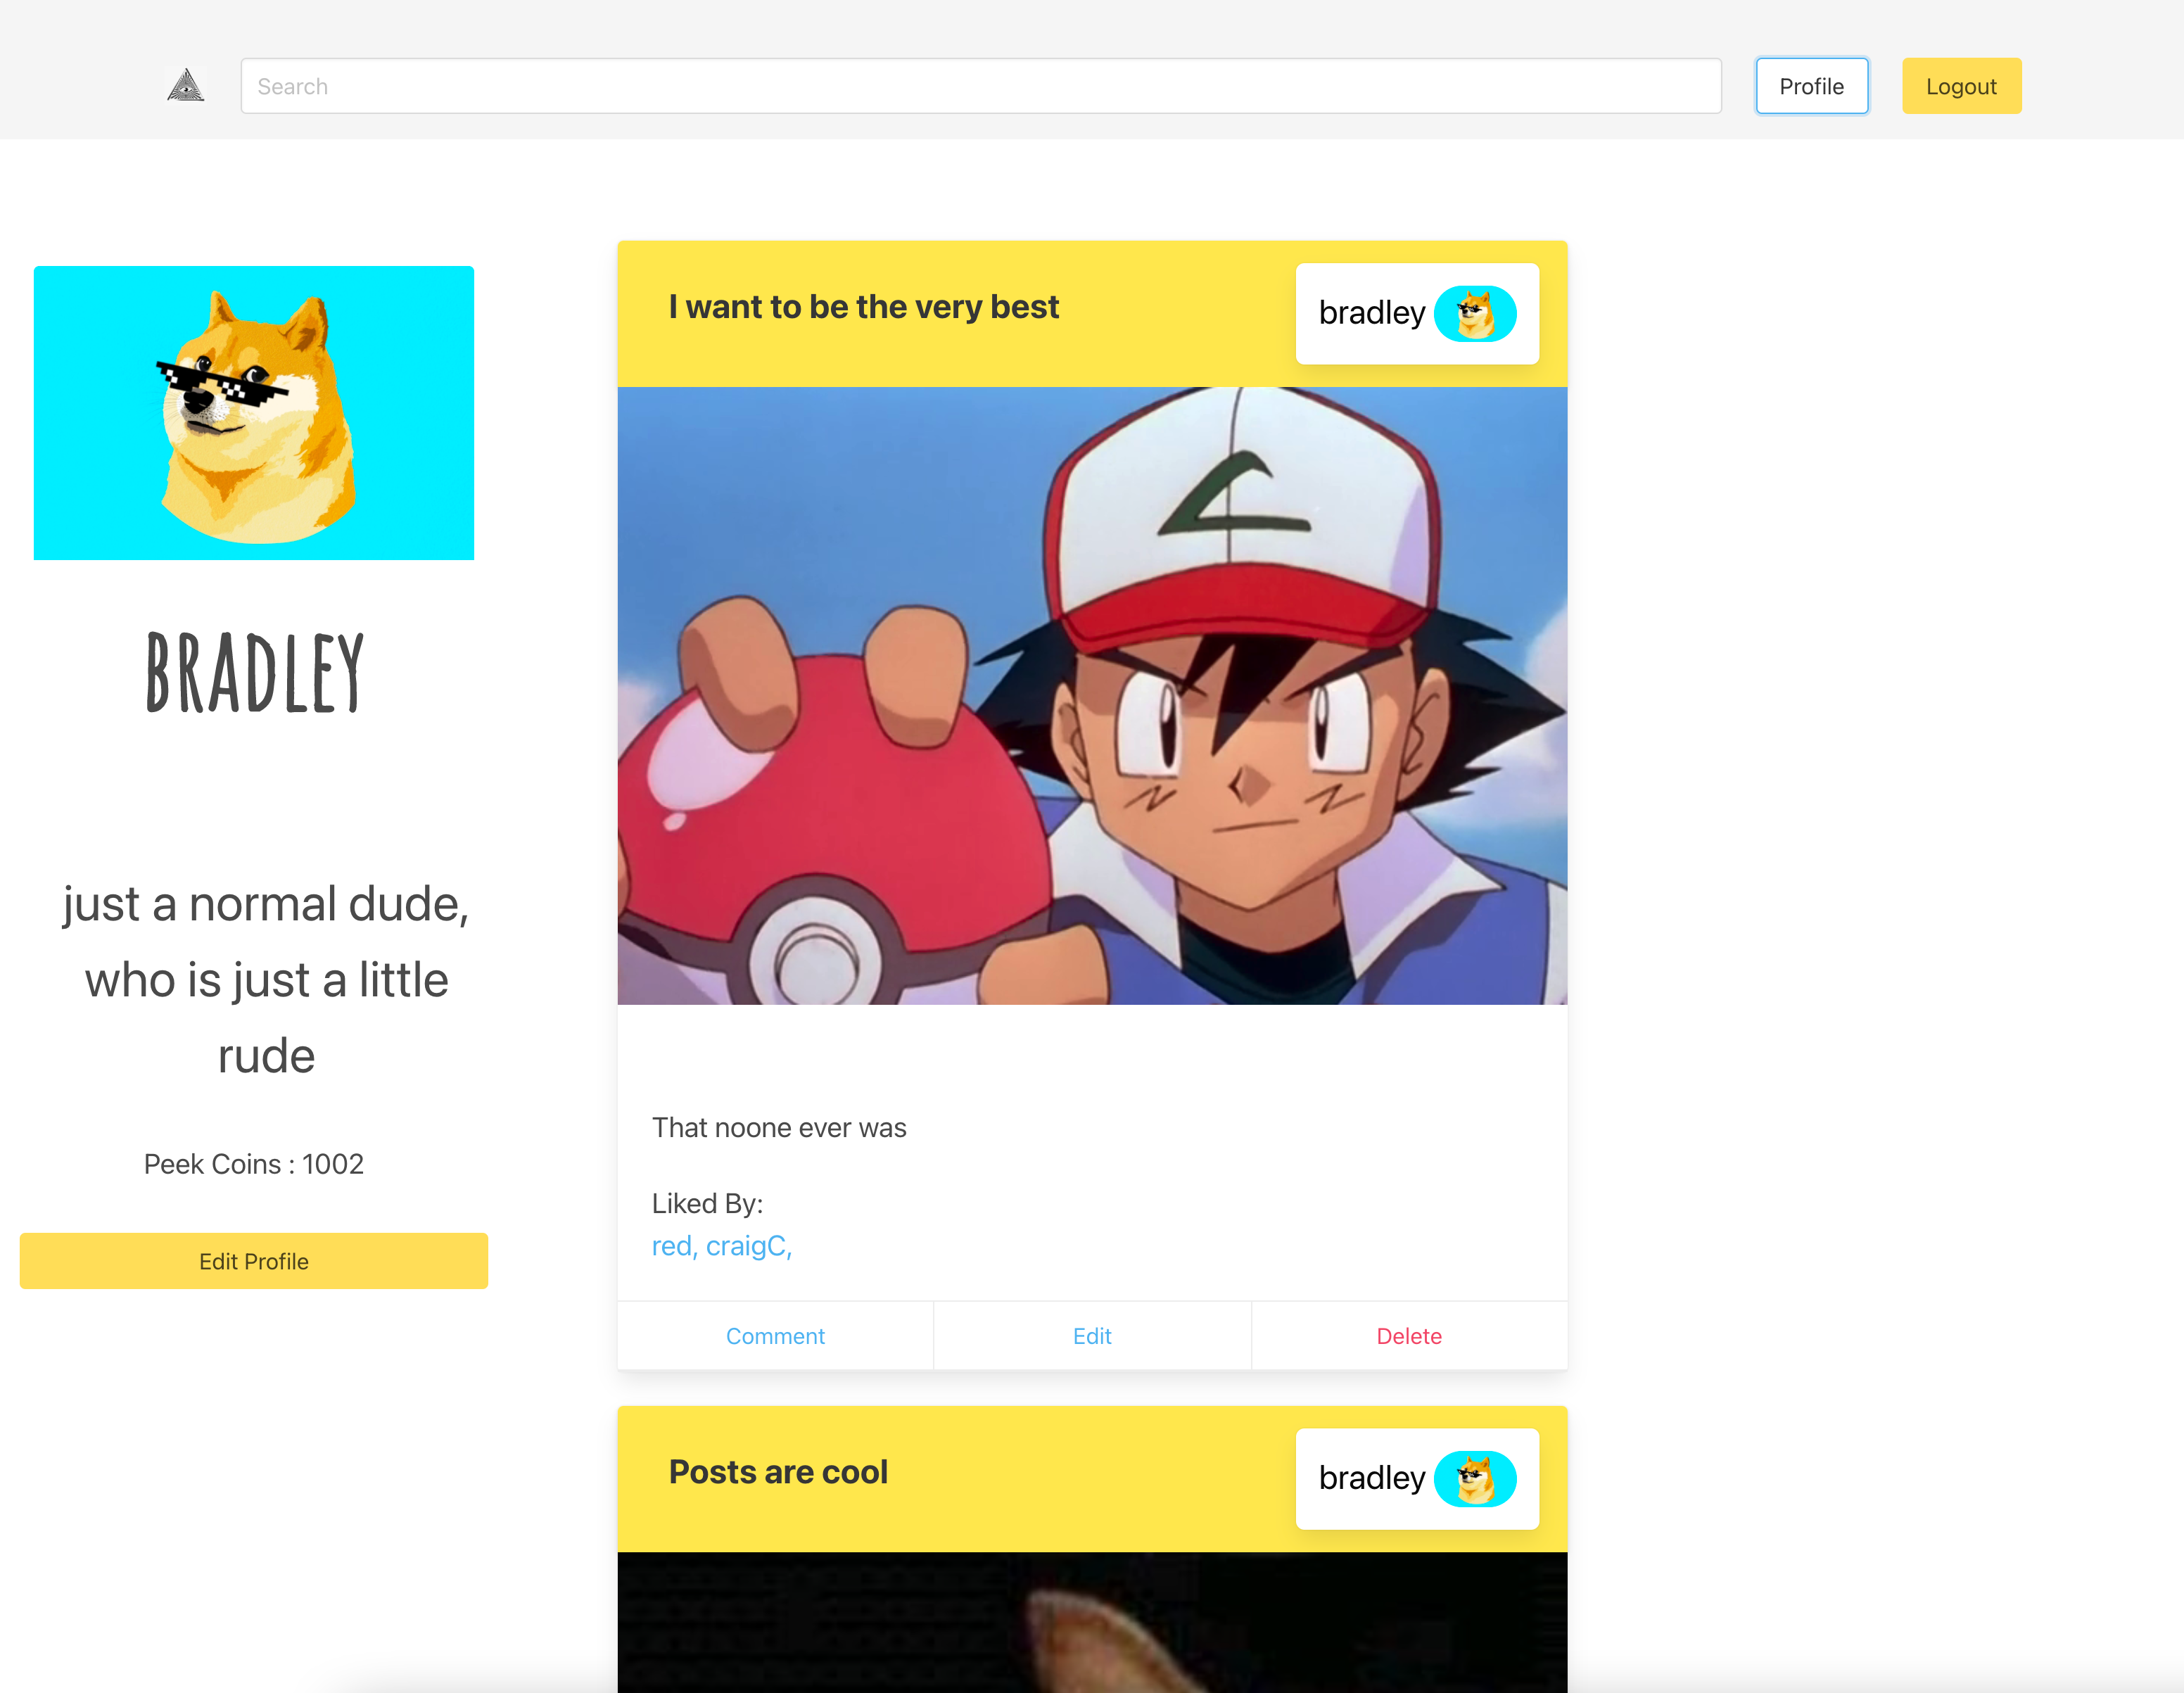 Search
Profile
Logout
BRADLEY
just a normal dude,
who is just a little
rude
Peek Coins : 1002
Edit Profile
I want to be the very best
bradley
That noone ever was
Liked By:
red, craigC,
Comment
Edit
Delete
Posts are cool
bradley